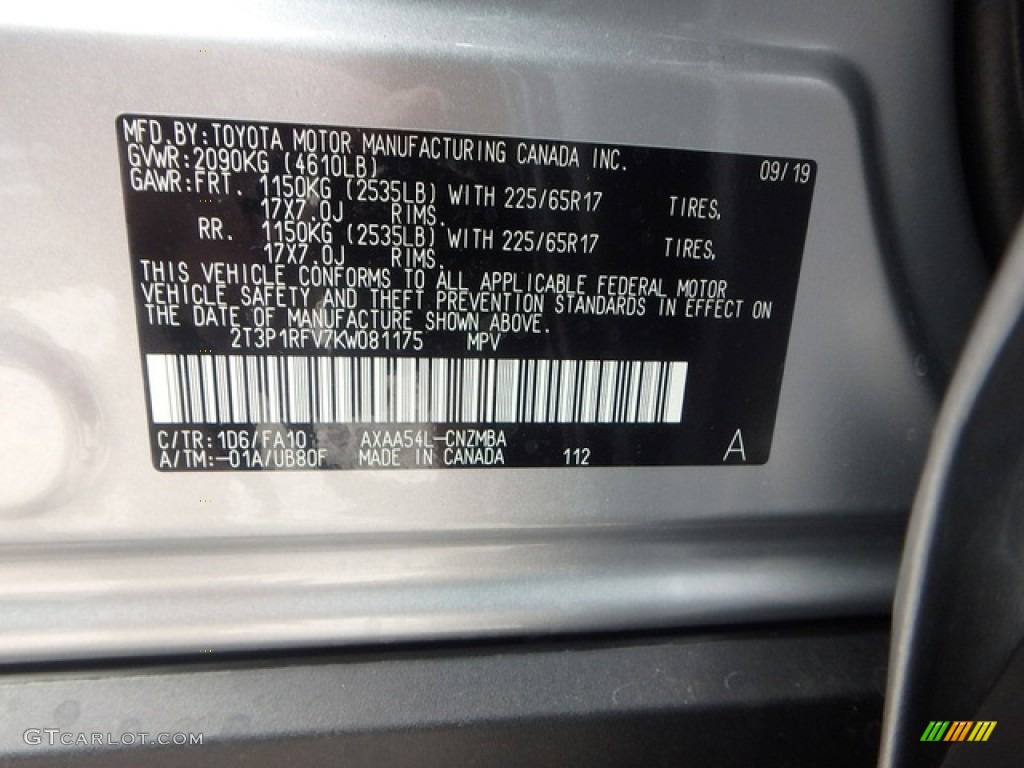 MFD.BY:TOYOTA MOTOR MANUFACTURING CANADA INC.
GVWR:2090KG (4610LB) 09/19
GAWR:FRT. 1150KG (2535LB) WITH 225/65R17 TIRES,
17X7.0J RIMS.
RR. 1150KG (2535LB) WITH 225/65R17 TIRES,
17X7.0J RIMS.
THIS VEHICLE CONFORMS TO ALL APPLICABLE FEDERAL MOTOR
VEHICLE SAFETY AND THEFT PREVENTION STANDARDS IN EFFECT ON
THE DATE OF MANUFACTURE SHOWN ABOVE.
2T3P1RFV7KW081175 MPV
C/TR:1D6/FA10 AXAA54L-CNZMBA
A/TM:-01A/UB80F MADE IN CANADA 112 A
GTCARLOT.COM